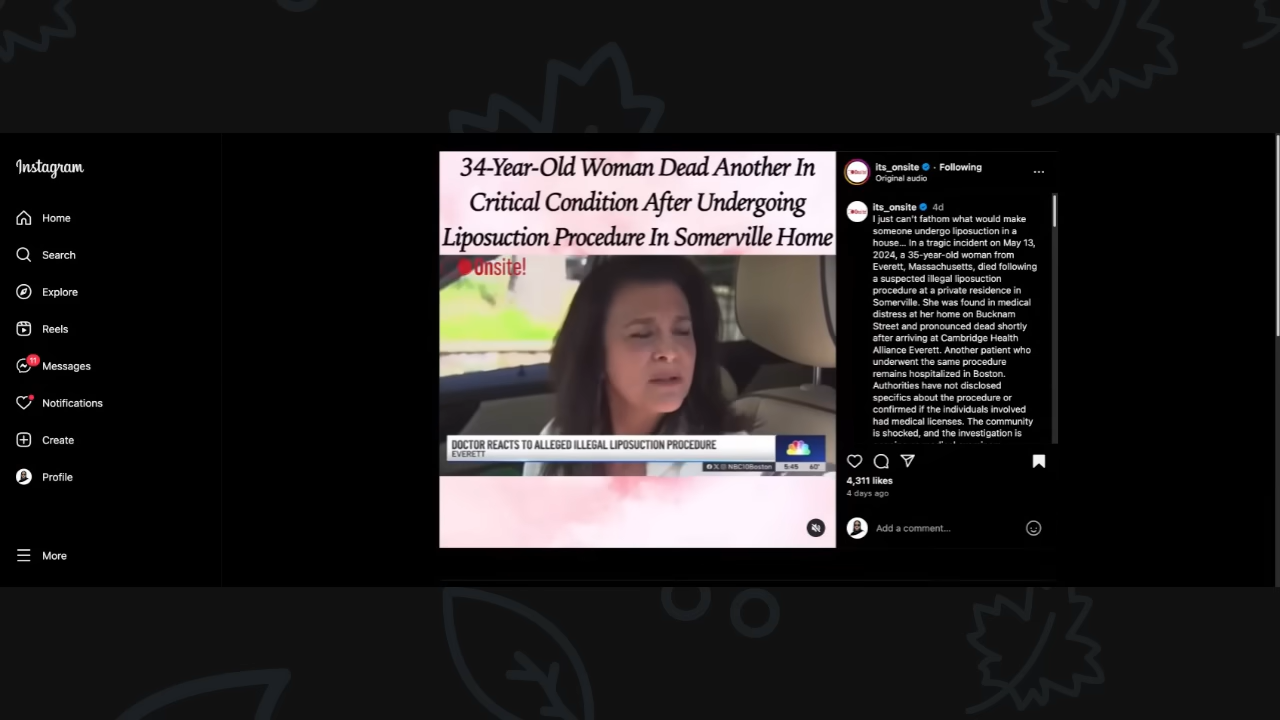 Instagram
Home
Search
Explore
Reels
11
Messages
Notifications
Create
Profile
More
34-Year-Old Woman Dead Another In
Critical Condition After Undergoing
Liposuction Procedure In Somerville Home
Onsite!
DOCTOR REACTS TO ALLEGED ILLEGAL LIPOSUCTION PROCEDURE
EVERETT
NBC10Boston
5:45 60°
its_onsite • Following
Original audio
its_onsite 4d
I just can't fathom what would make
someone undergo liposuction in a
house... In a tragic incident on May 13,
2024, a 35-year-old woman from
Everett, Massachusetts, died following
a suspected illegal liposuction
procedure at a private residence in
Somerville. She was found in medical
distress at her home on Bucknam
Street and pronounced dead shortly
after arriving at Cambridge Health
Alliance Everett. Another patient who
underwent the same procedure
remains hospitalized in Boston.
Authorities have not disclosed
specifics about the procedure or
confirmed if the individuals involved
had medical licenses. The community
is shocked, and the investigation is
4,311 likes
4 days ago
Add a comment...